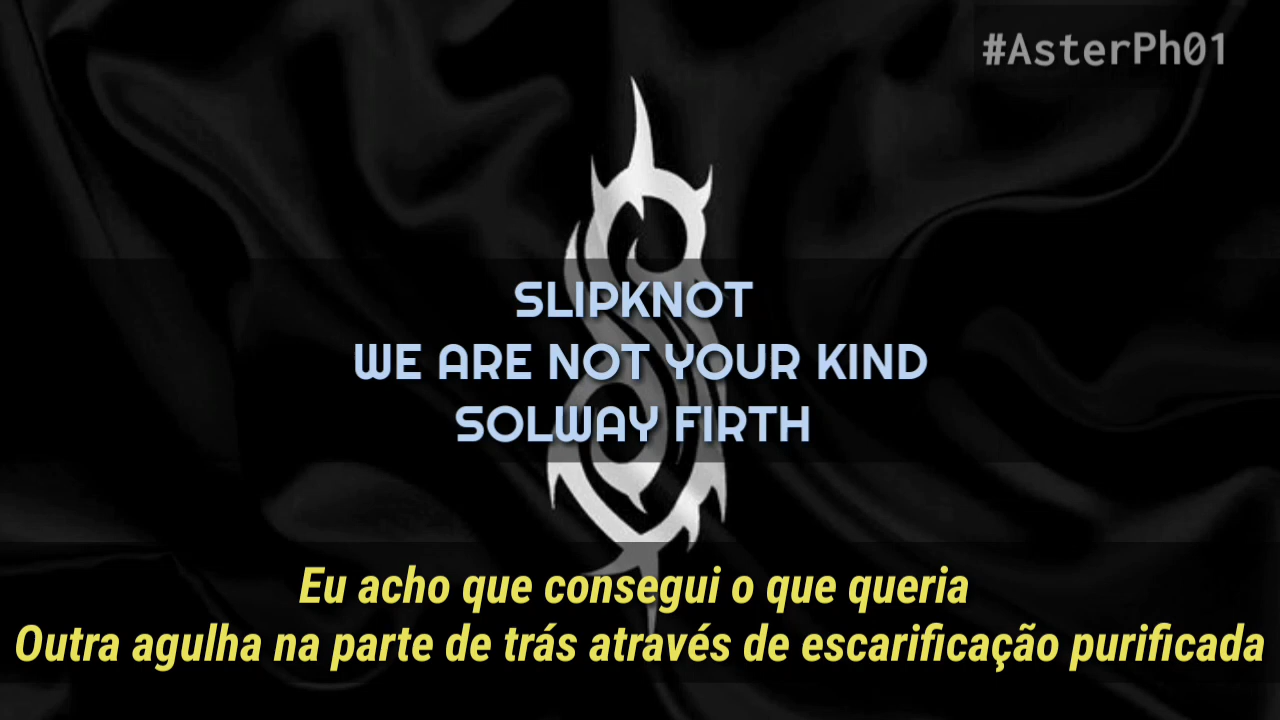 #AsterPh01
SLIPKNOT
WE ARE NOT YOUR KIND
SOLWAY FIRTH
Eu acho que consegui o que queria
Outra agulha na parte de trás através de escarificação purificada